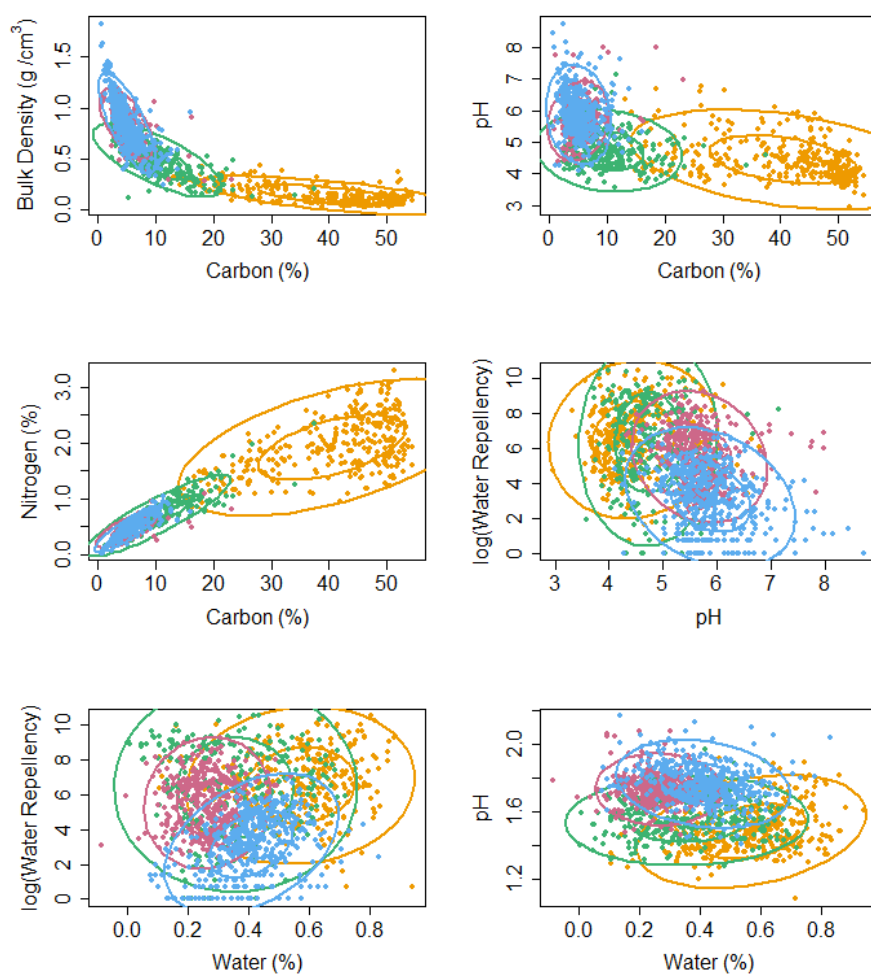 Bulk Density (g /cm³)
0.0 0.5 1.0 1.5
0 10 20 30 40 50
Carbon (%)
pH
3 4 5 6 7 8
0 10 20 30 40 50
Carbon (%)
Nitrogen (%)
0.0 1.0 2.0 3.0
0 10 20 30 40 50
Carbon (%)
log(Water Repellency)
0 2 4 6 8 10
3 4 5 6 7 8
pH
log(Water Repellency)
0 2 4 6 8 10
0.0 0.2 0.4 0.6 0.8
Water (%)
pH
1.2 1.6 2.0
0.0 0.2 0.4 0.6 0.8
Water (%)